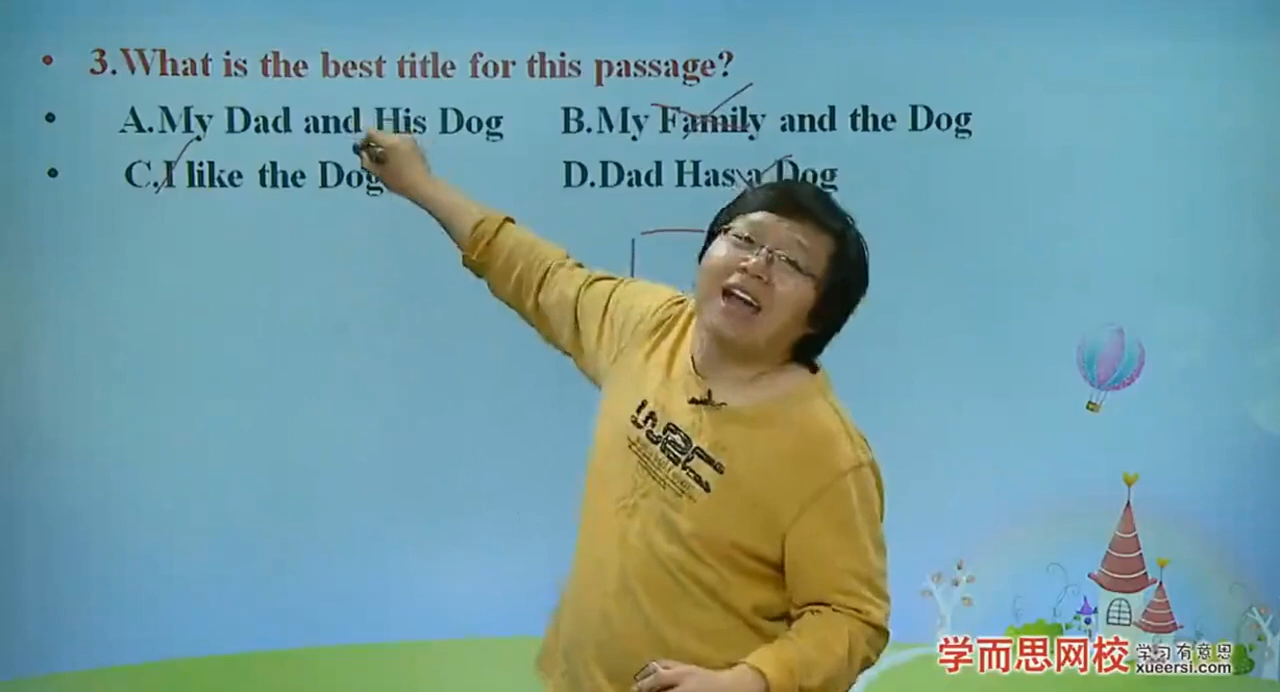 • 3.What is the best title for this passage?
• A.My Dad and His Dog B.My Family and the Dog
• C.I like the Dog D.Dad Has a Dog
学而思网校 学习有意思
xueersi.com